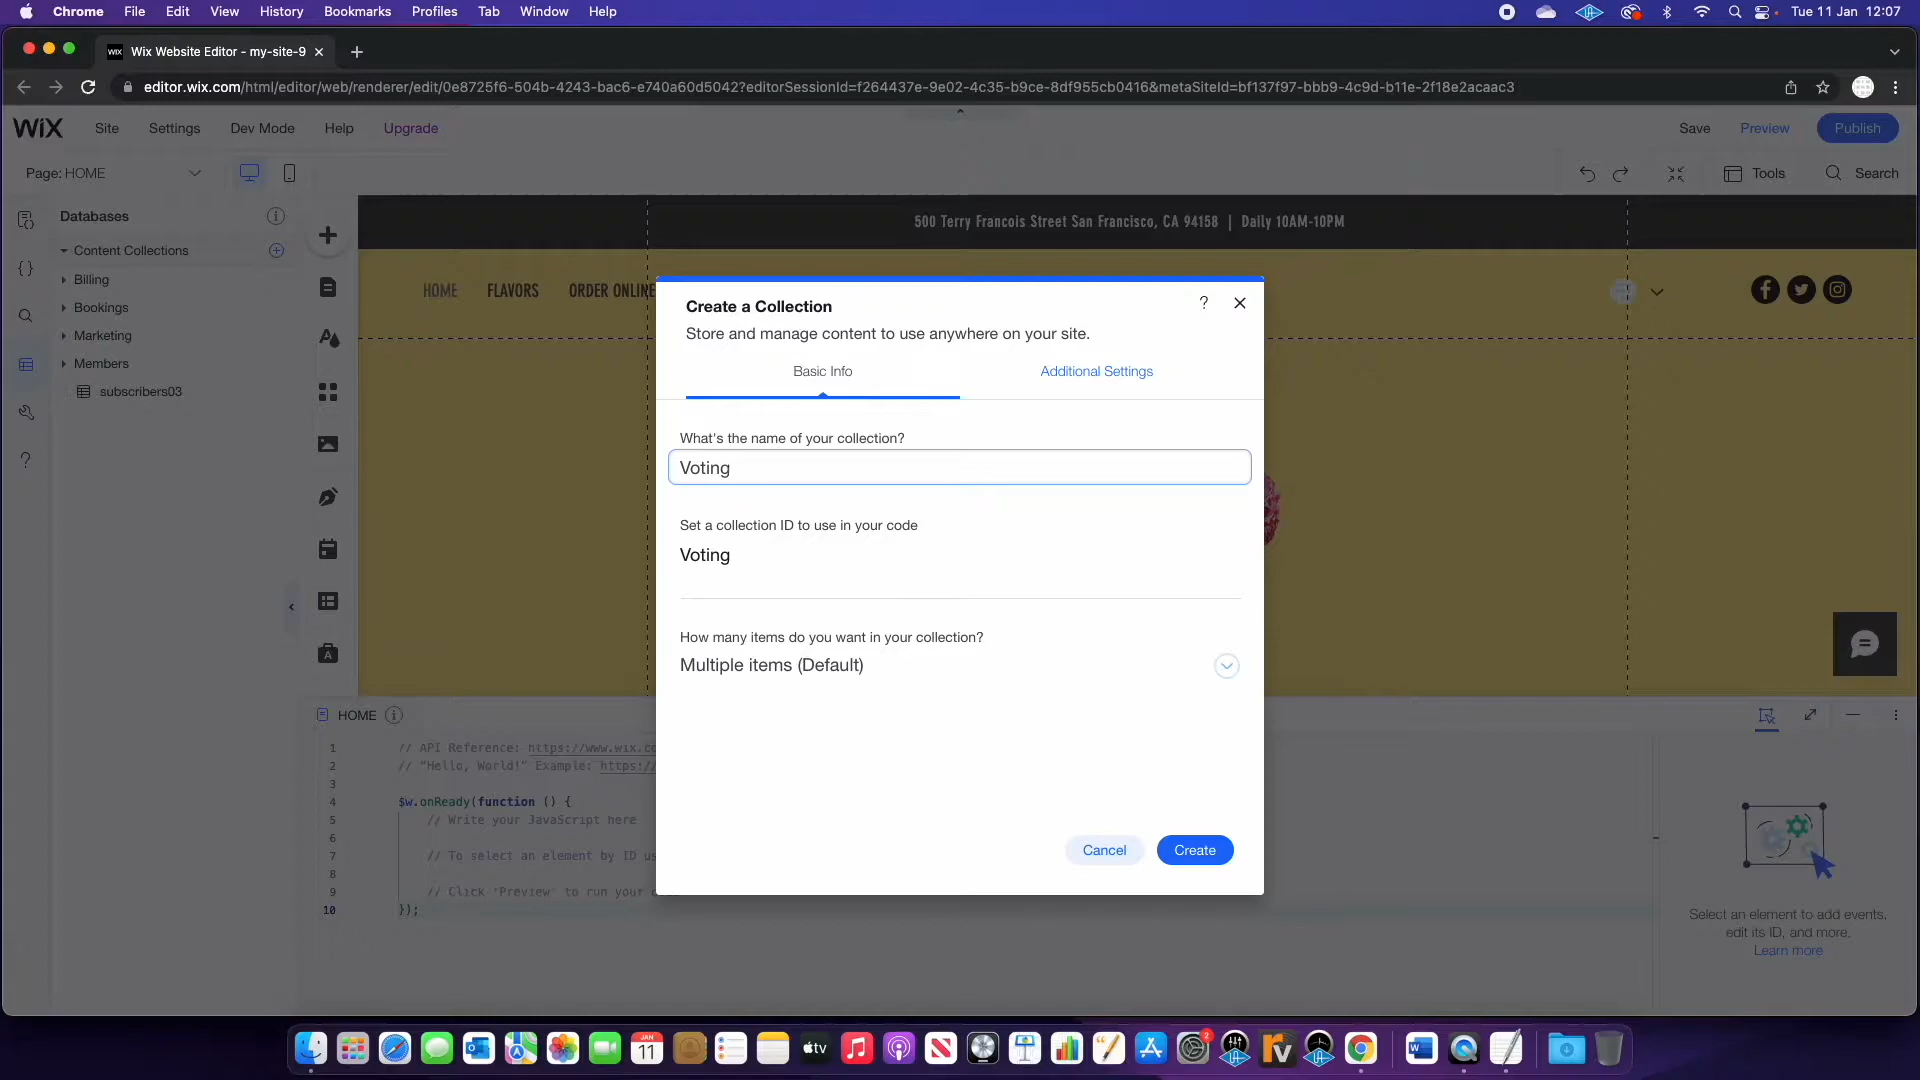 Chrome File Edit View History Bookmarks Profiles Tab Window Help Tue 11 Jan 12:07
WiX Wix Website Editor - my-site-9
editor.wix.com/html/editor/web/renderer/edit/0e8725f6-504b-4243-bac6-e740a60d5042?editorSessionId=f264437e-9e02-4c35-b9ce-8df955cb0416&metaSiteId=bf137f97-bbb9-4c9d-b11e-2f18e2acaac3
WiX Site Settings Dev Mode Help Upgrade Save Preview Publish
Page: HOME Tools Search
Databases
Content Collections
Billing
Bookings
Marketing
Members
subscribers03
500 Terry Francois Street San Francisco, CA 94158 | Daily 10AM-10PM
HOME FLAVORS ORDER ONLINE
Create a Collection
Store and manage content to use anywhere on your site.
Basic Info Additional Settings
What's the name of your collection?
Voting
Set a collection ID to use in your code
Voting
How many items do you want in your collection?
Multiple items (Default)
Cancel Create
HOME
1 // API Reference: https://www.wix.co
2 // "Hello, World!" Example: https://
3
4 $w.onReady(function () {
5 // Write your JavaScript here
6
7 // To select an element by ID us
8
9 // Click 'Preview' to run your
10 });
Select an element to add events,
edit its ID, and more.
Learn more
JAN
11
tv
2
W